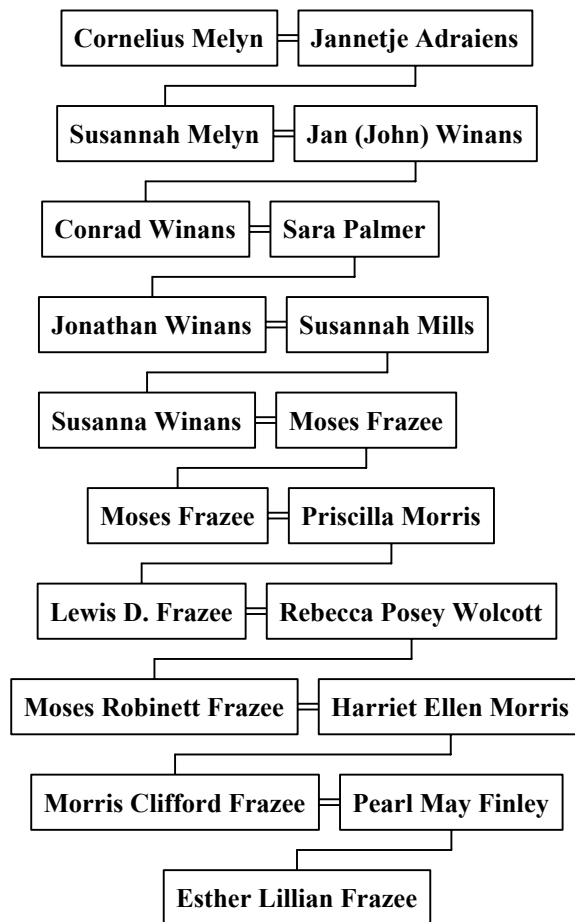 Cornelius Melyn Jannetje Adraiens
Susannah Melyn Jan (John) Winans
Conrad Winans Sara Palmer
Jonathan Winans Susannah Mills
Susanna Winans Moses Frazee
Moses Frazee Priscilla Morris
Lewis D. Frazee Rebecca Posey Wolcott
Moses Robinett Frazee Harriet Ellen Morris
Morris Clifford Frazee Pearl May Finley
Esther Lillian Frazee